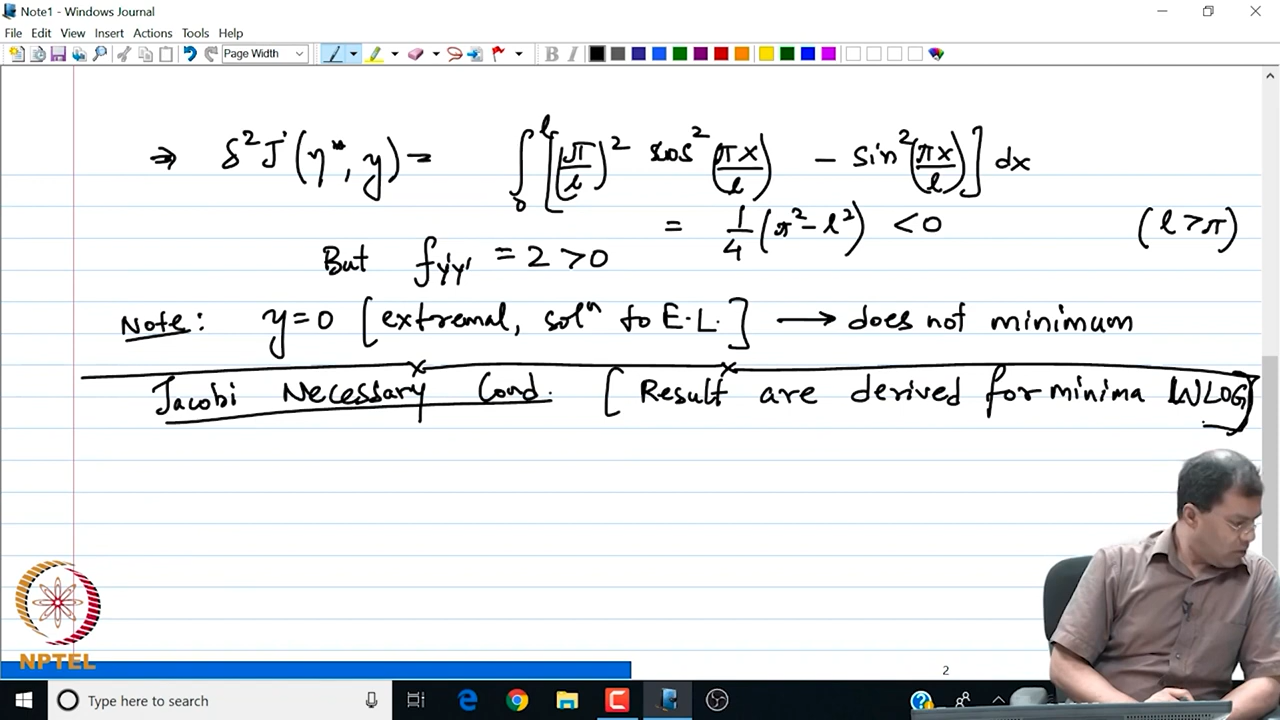 Note1 - Windows Journal
File Edit View Insert Actions Tools Help
Page Width B I
⇒ δ²J(η*, y) = ∫₀ˡ [(π/l)² cos²(πx/l) - sin²(πx/l)] dx
= 1/4 (π² - l²) < 0 (l > π)
But fy'y' = 2 > 0
Note: y = 0 [extremal, solⁿ to E.L.] → does not minimum
Jacobi Necessary Cond. [Result are derived for minima WLOG]
NPTEL
2
Type here to search